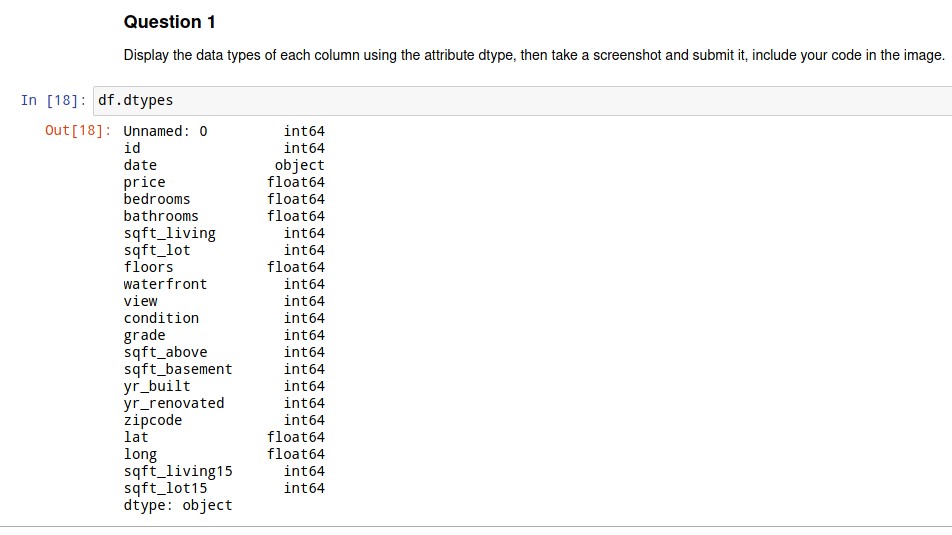 Question 1
Display the data types of each column using the attribute dtype, then take a screenshot and submit it, include your code in the image.
In [18]: df.dtypes
Out[18]: Unnamed: 0 int64
id int64
date object
price float64
bedrooms float64
bathrooms float64
sqft_living int64
sqft_lot int64
floors float64
waterfront int64
view int64
condition int64
grade int64
sqft_above int64
sqft_basement int64
yr_built int64
yr_renovated int64
zipcode int64
lat float64
long float64
sqft_living15 int64
sqft_lot15 int64
dtype: object